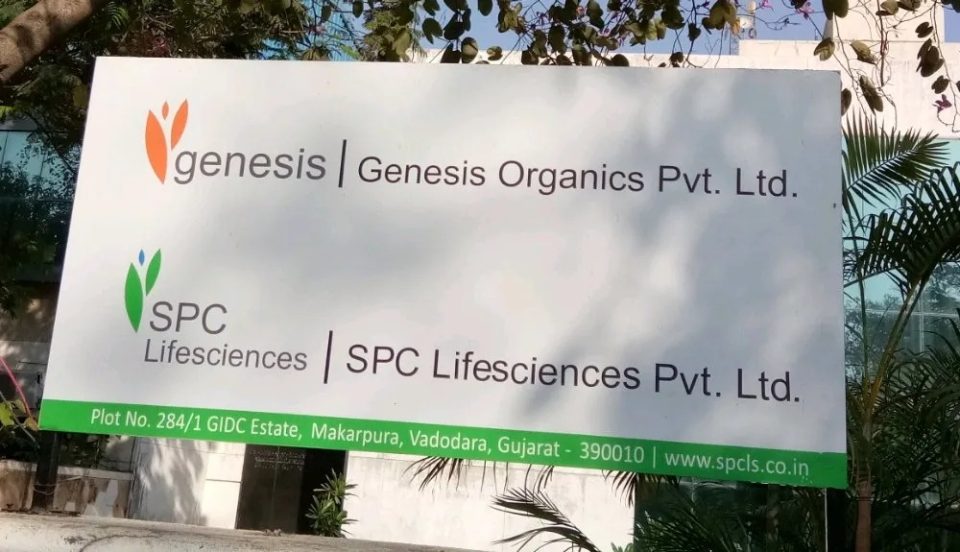 genesis | Genesis Organics Pvt. Ltd.
SPC
Lifesciences | SPC Lifesciences Pvt. Ltd.
Plot No. 284/1 GIDC Estate, Makarpura, Vadodara, Gujarat - 390010 | www.spcls.co.in